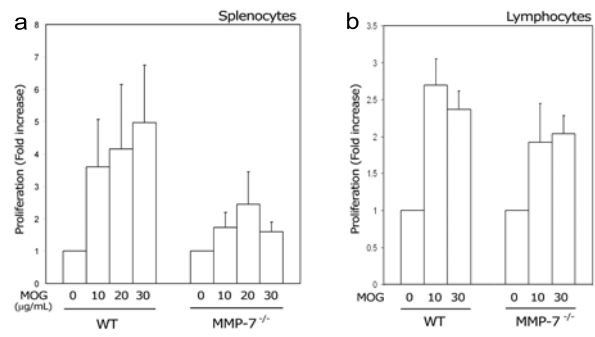 a
Splenocytes
Proliferation (Fold increase)
8
7
6
5
4
3
2
1
0
MOG 0 10 20 30 0 10 20 30
(μg/mL)
WT MMP-7 -/-
b
Lymphocytes
Proliferation (Fold increase)
3.5
3
2.5
2
1.5
1
0.5
0
MOG 0 10 30 0 10 30
WT MMP-7 -/-